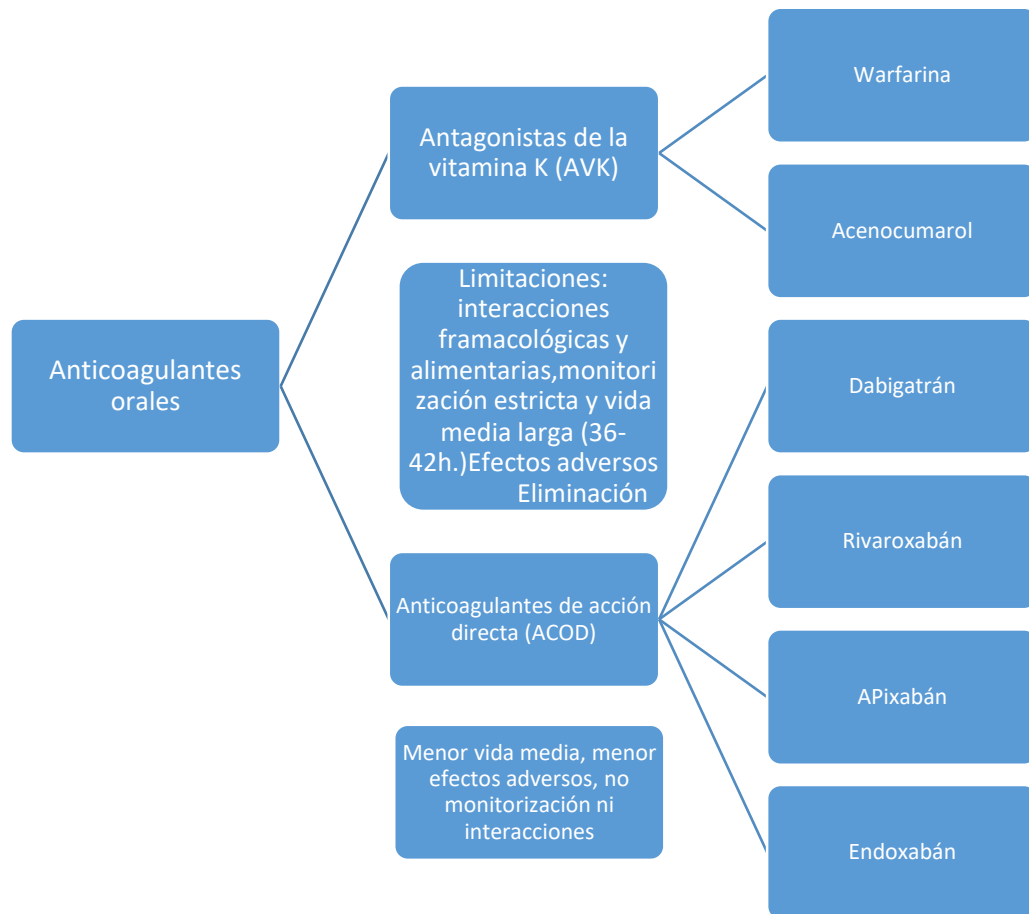 Anticoagulantes
orales
Antagonistas de la
vitamina K (AVK)
Limitaciones:
interacciones
framacológicas y
alimentarias,monitori
zación estricta y vida
media larga (36-
42h.)Efectos adversos
Eliminación
Anticoagulantes de acción
directa (ACOD)
Menor vida media, menor
efectos adversos, no
monitorización ni
interacciones
Warfarina
Acenocumarol
Dabigatrán
Rivaroxabán
APixabán
Endoxabán